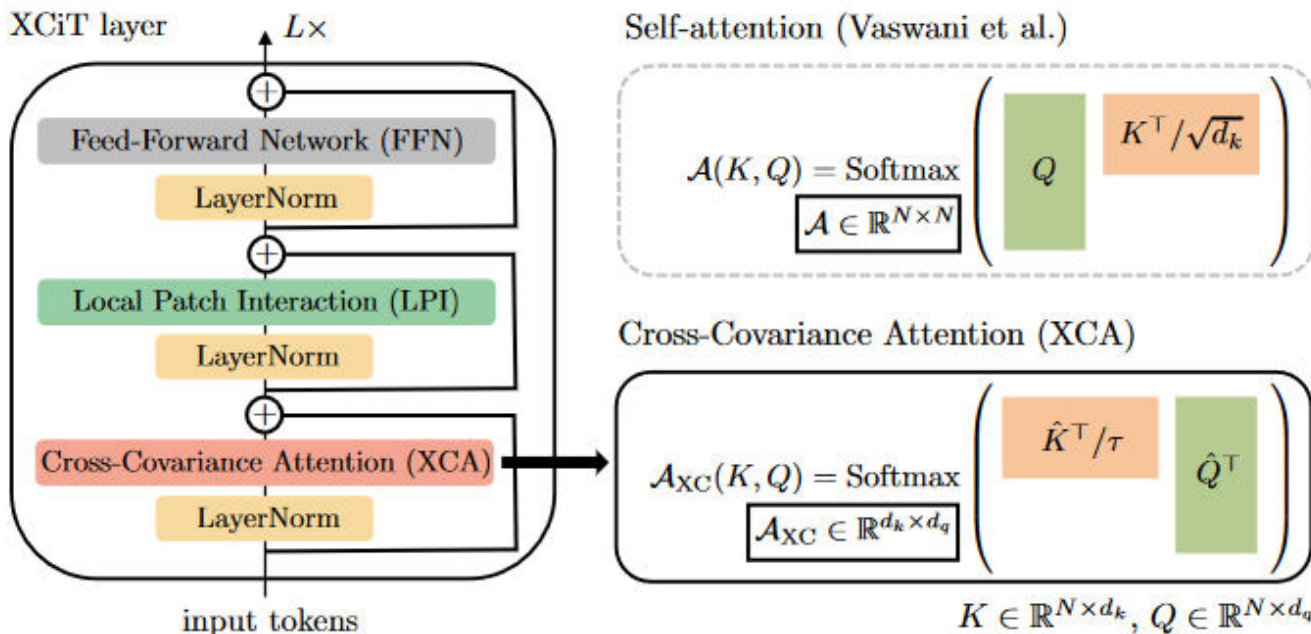 XCiT layer
L×
+
Feed-Forward Network (FFN)
LayerNorm
+
Local Patch Interaction (LPI)
LayerNorm
+
Cross-Covariance Attention (XCA)
LayerNorm
input tokens
Self-attention (Vaswani et al.)
𝒜(K, Q) = Softmax ( Q K⊤/√dₖ )
𝒜 ∈ ℝ^{N×N}
Cross-Covariance Attention (XCA)
𝒜_XC(K, Q) = Softmax ( K̂⊤/τ Q̂⊤ )
𝒜_XC ∈ ℝ^{d_k×d_q}
K ∈ ℝ^{N×d_k}, Q ∈ ℝ^{N×d_q}